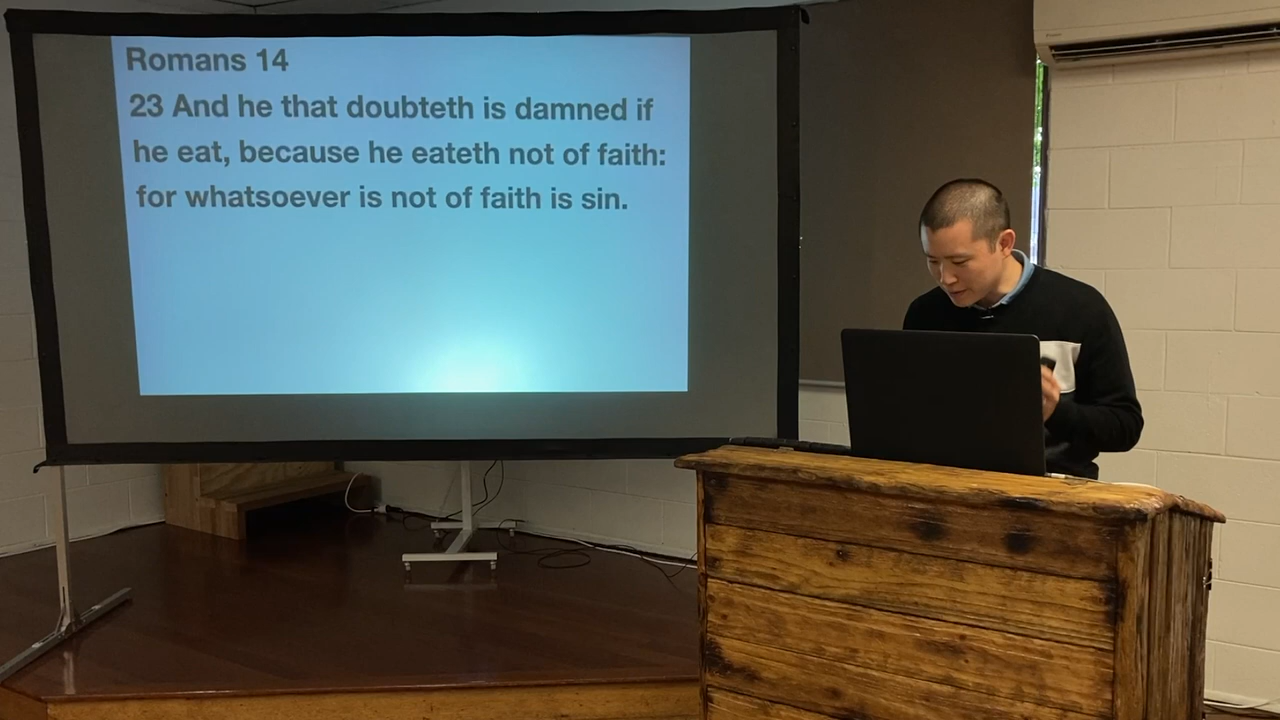 Romans 14
23 And he that doubteth is damned if
he eat, because he eateth not of faith:
for whatsoever is not of faith is sin.